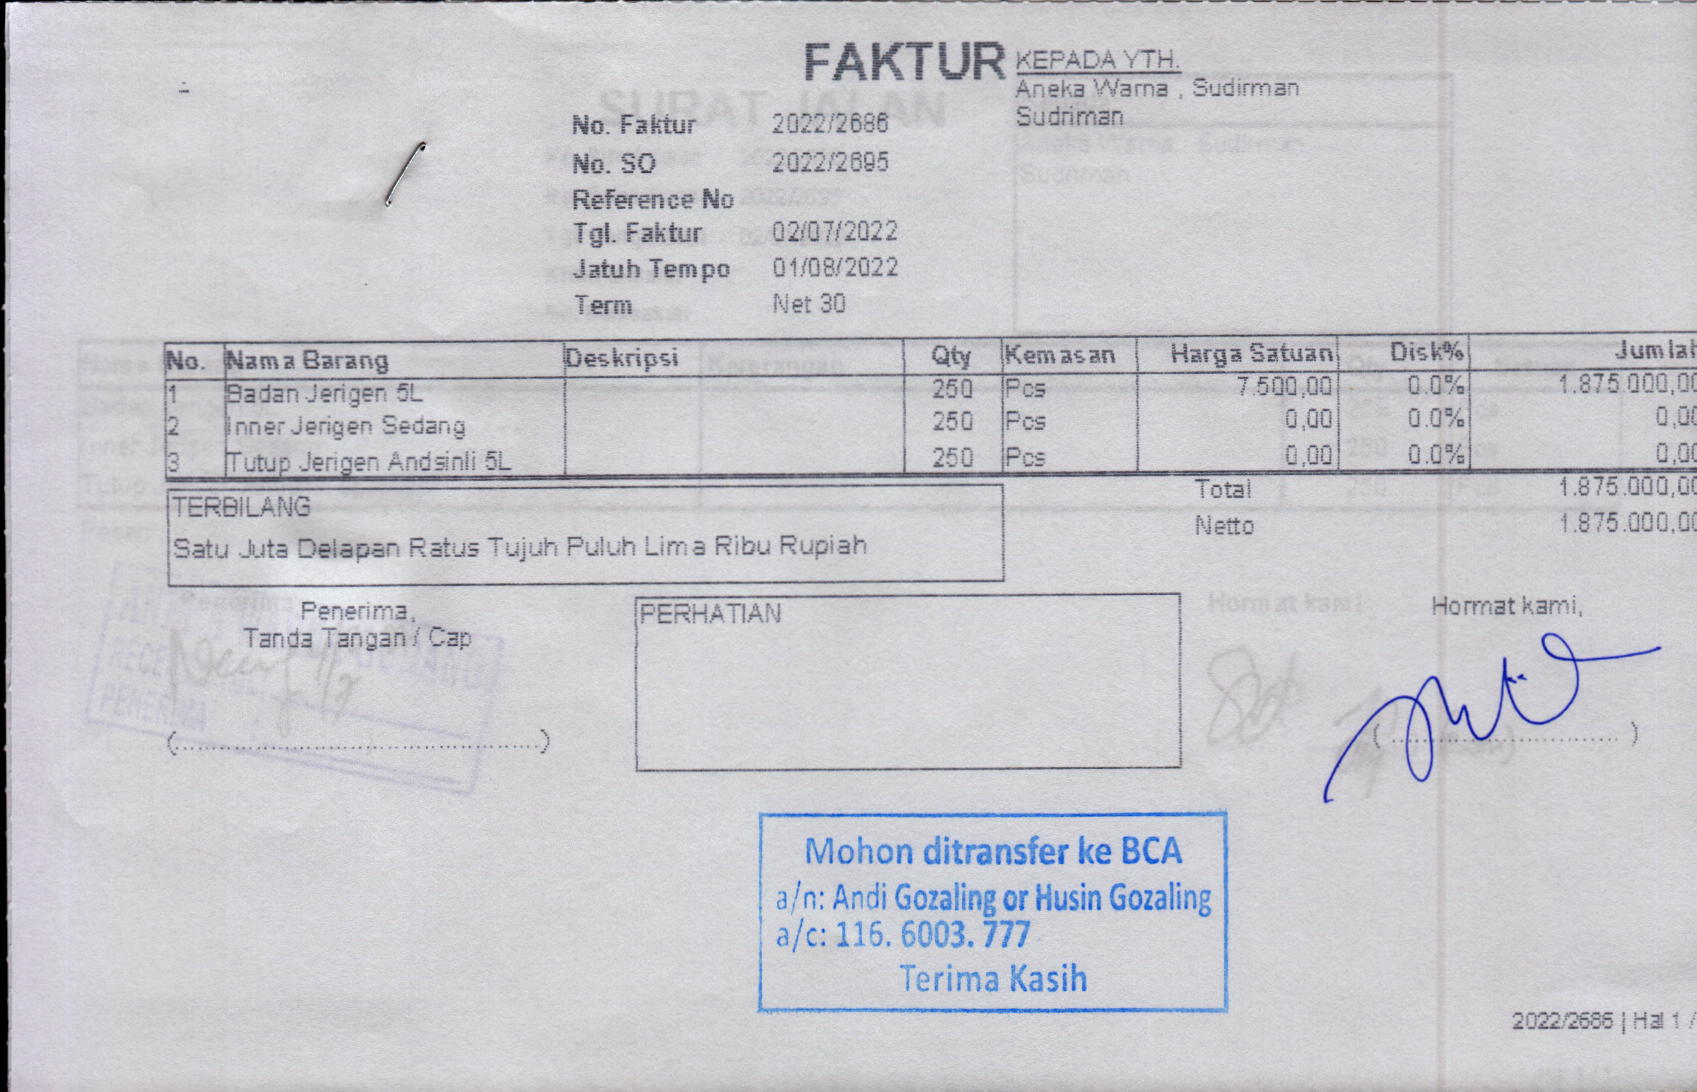 FAKTUR
KEPADA YTH.
Aneka Warna , Sudirman
Sudriman
SURAT JALAN
No. Faktur 2022/2686
No. SO 2022/2695
Reference No
Tgl. Faktur 02/07/2022
Jatuh Tempo 01/08/2022
Term Net 30
No. Nama Barang Deskripsi Qty Kemasan Harga Satuan Disk% Jumlah
1 Badan Jerigen 5L 250 Pcs 7.500,00 0.0% 1.875.000,00
2 Inner Jerigen Sedang 250 Pcs 0,00 0.0% 0,00
3 Tutup Jerigen Andsinli 5L 250 Pcs 0,00 0.0% 0,00
Total 1.875.000,00
Netto 1.875.000,00
TERBILANG
Satu Juta Delapan Ratus Tujuh Puluh Lima Ribu Rupiah
Penerima,
Tanda Tangan / Cap
PERHATIAN
Hormat kami,
Mohon ditransfer ke BCA
a/n: Andi Gozaling or Husin Gozaling
a/c: 116. 6003. 777
Terima Kasih
2022/2686 | Hal 1 /